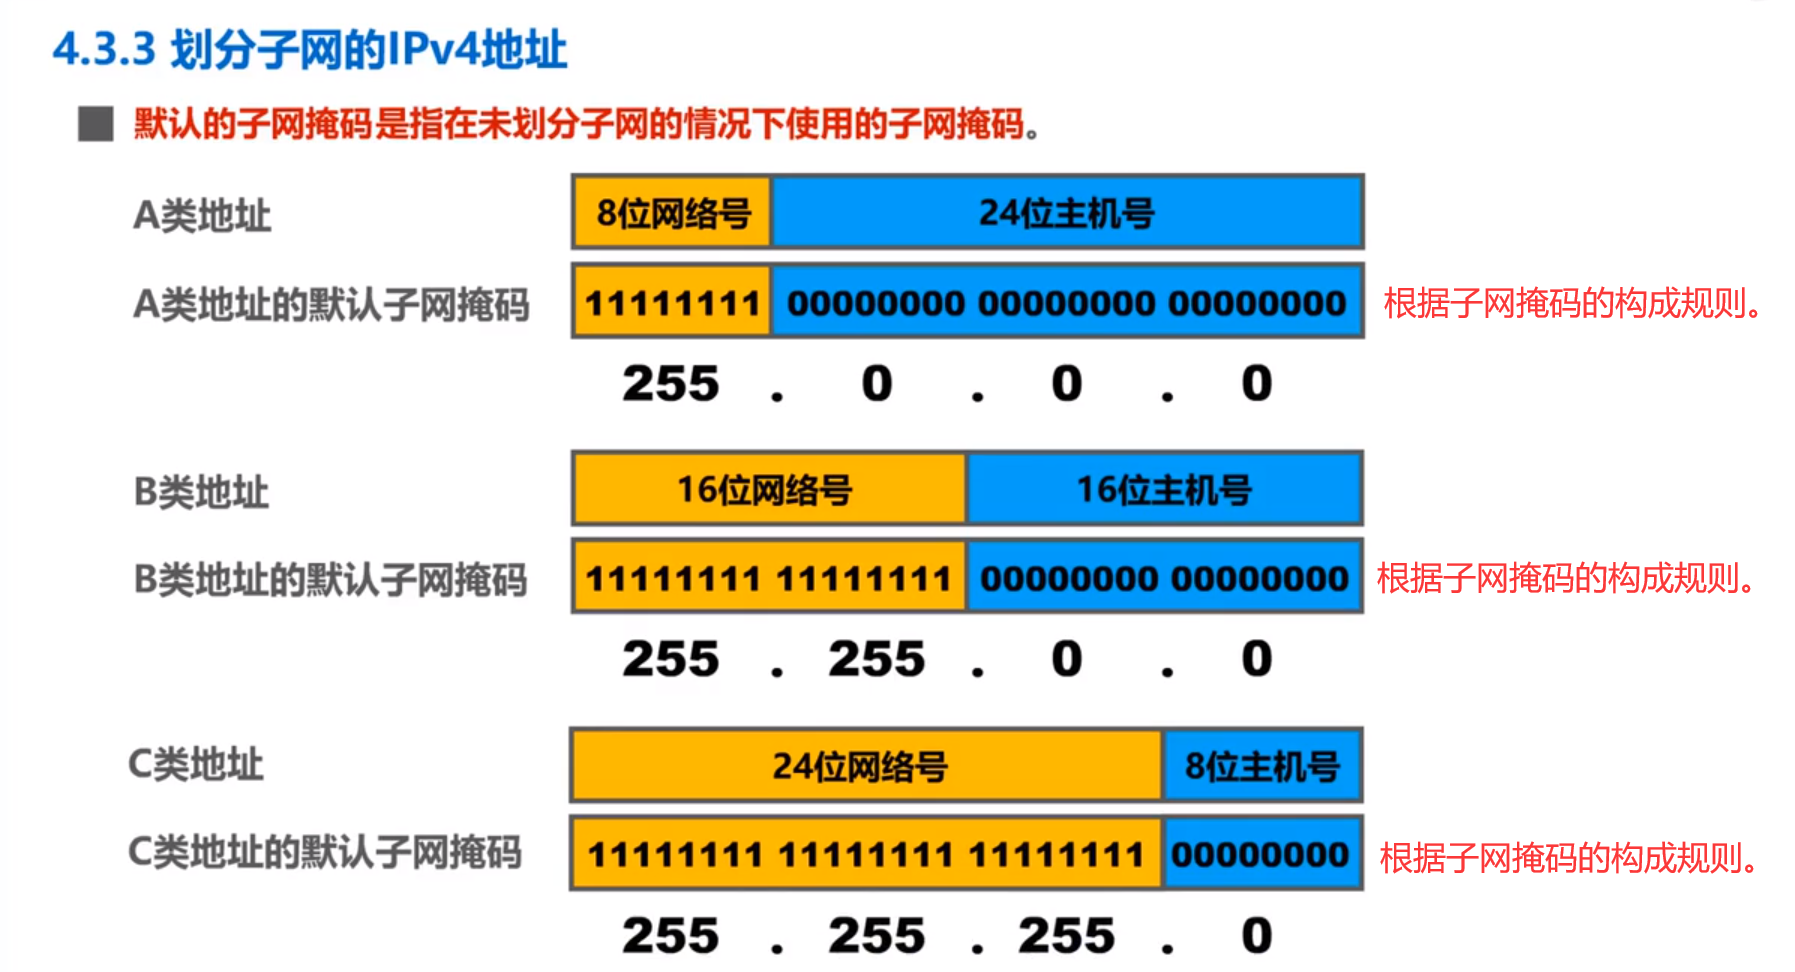 4.3.3 划分子网的IPv4地址
默认的子网掩码是指在未划分子网的情况下使用的子网掩码。
A类地址 8位网络号 24位主机号
A类地址的默认子网掩码 11111111 00000000 00000000 00000000 根据子网掩码的构成规则。
255 . 0 . 0 . 0
B类地址 16位网络号 16位主机号
B类地址的默认子网掩码 11111111 11111111 00000000 00000000 根据子网掩码的构成规则。
255 . 255 . 0 . 0
C类地址 24位网络号 8位主机号
C类地址的默认子网掩码 11111111 11111111 11111111 00000000 根据子网掩码的构成规则。
255 . 255 . 255 . 0